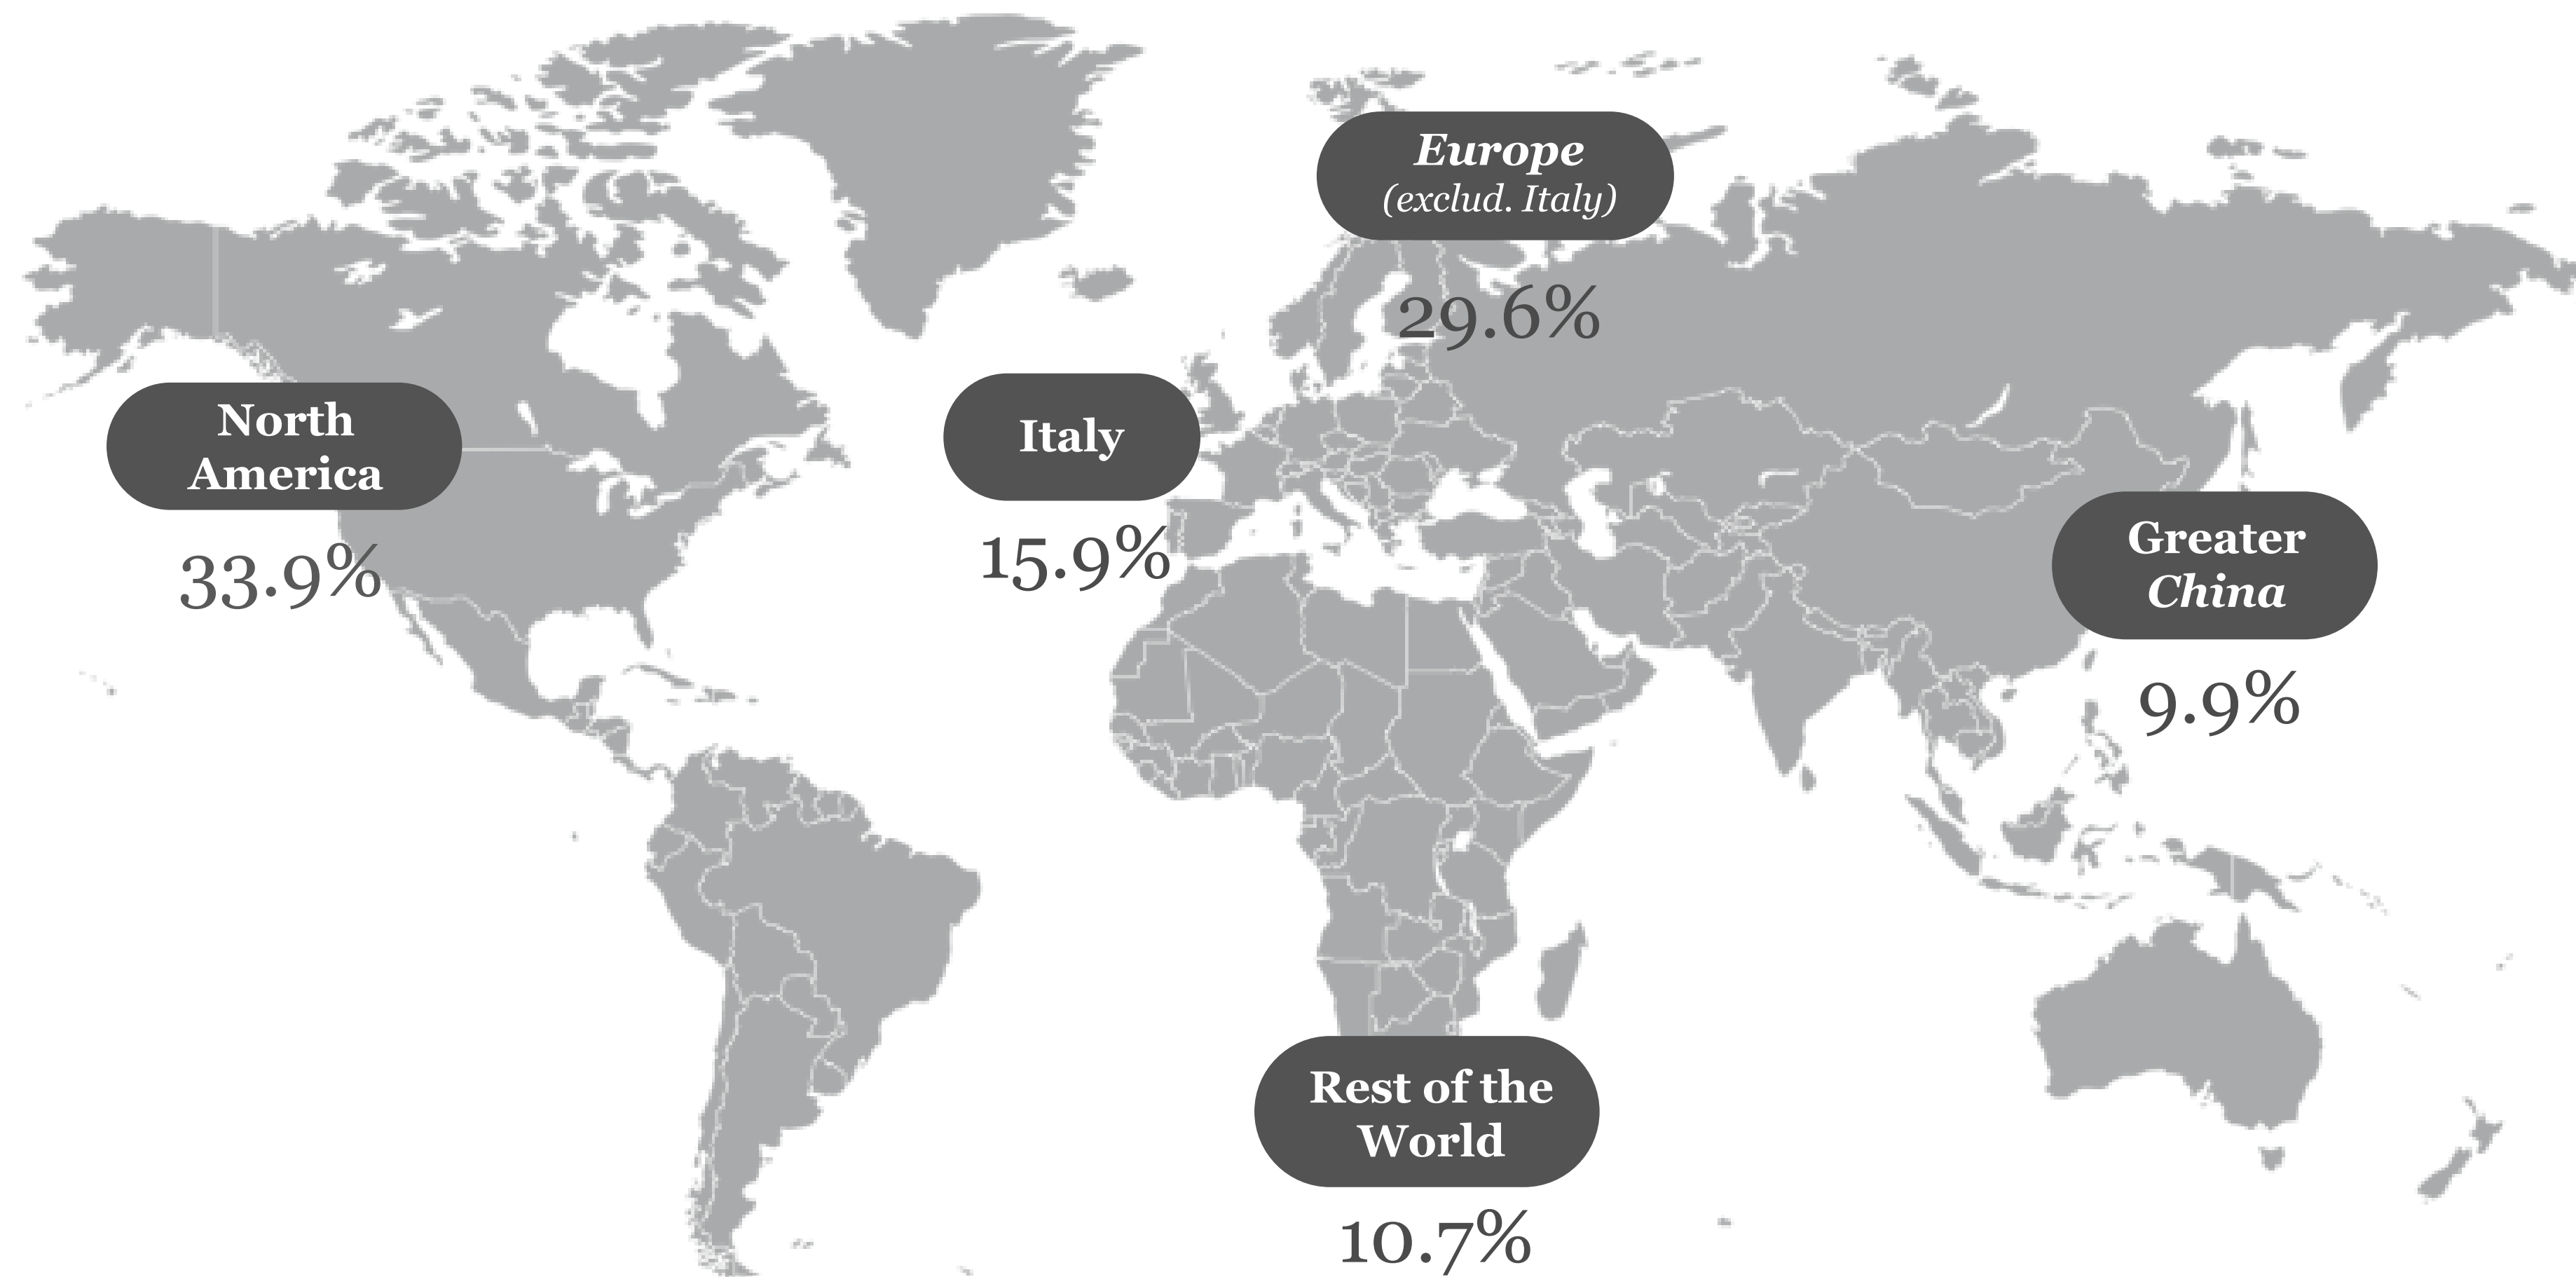 Europe
(exclud. Italy)
29.6%
North
America
33.9%
Italy
15.9%
Greater
China
9.9%
Rest of the
World
10.7%